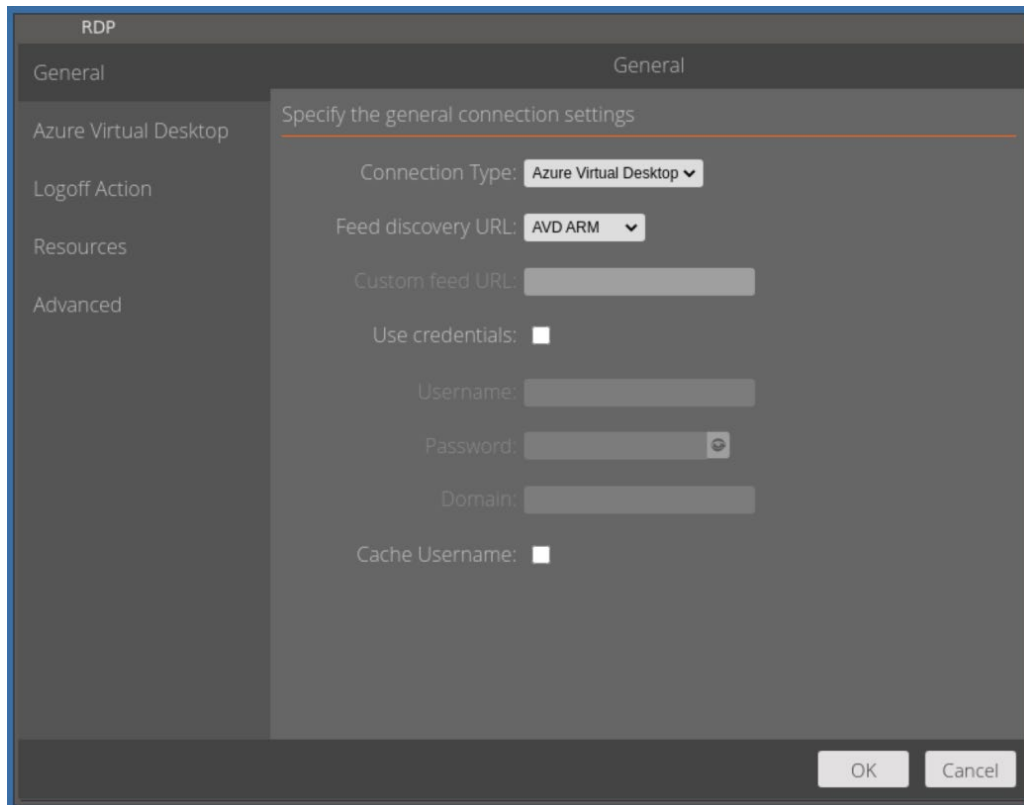 RDP
General
Azure Virtual Desktop
Logoff Action
Resources
Advanced
General
Specify the general connection settings
Connection Type: Azure Virtual Desktop
Feed discovery URL: AVD ARM
Custom feed URL:
Use credentials:
Username:
Password:
Domain:
Cache Username:
OK Cancel